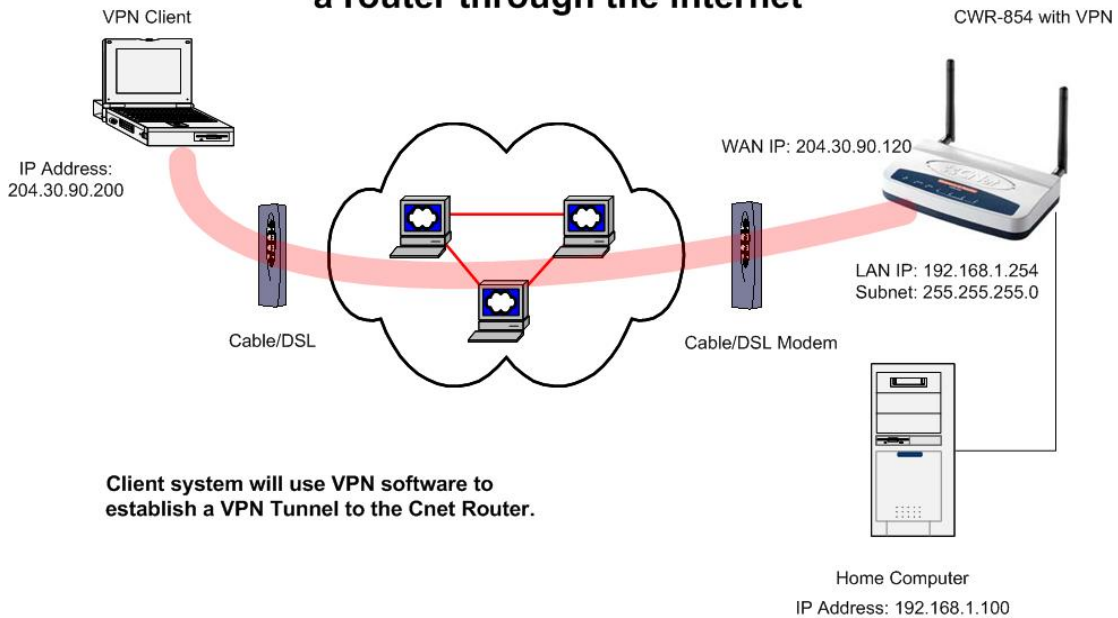 a router through the internet
VPN Client
CWR-854 with VPN
IP Address:
204.30.90.200
WAN IP: 204.30.90.120
CNet
LAN IP: 192.168.1.254
Subnet: 255.255.255.0
Cable/DSL
Cable/DSL Modem
Client system will use VPN software to
establish a VPN Tunnel to the Cnet Router.
Home Computer
IP Address: 192.168.1.100